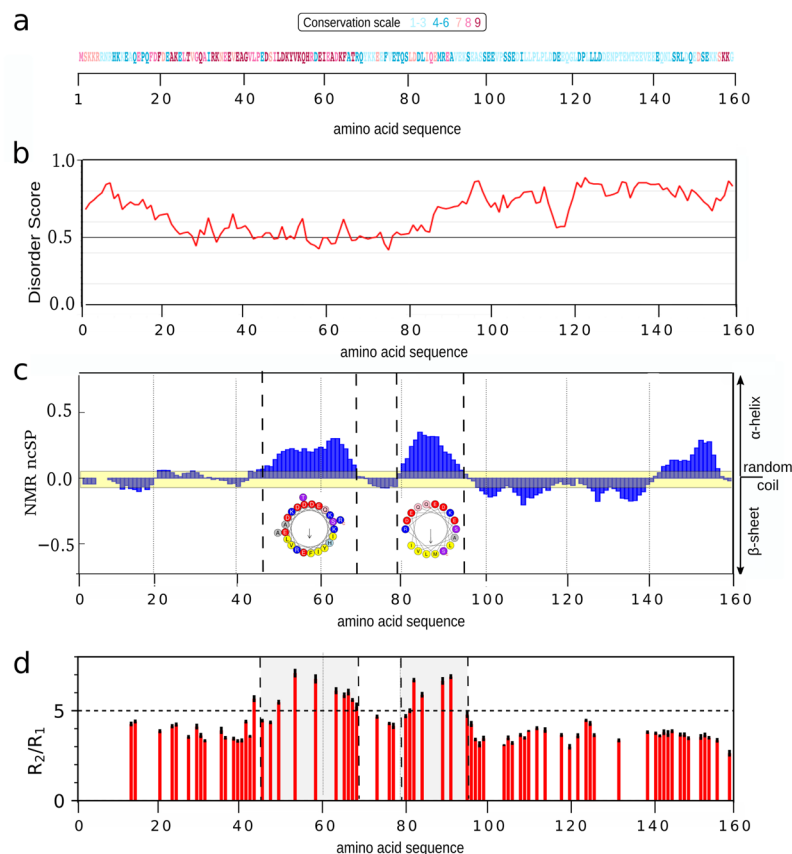 a
Conservation scale 1-3 4-6 7 8 9
1 20 40 60 80 100 120 140 160
amino acid sequence
b
Disorder Score
1.0
0.5
0.0
0 20 40 60 80 100 120 140 160
amino acid sequence
c
NMR ncSP
0.5
0.0
−0.5
α-helix
random
coil
β-sheet
0 20 40 60 80 100 120 140 160
amino acid sequence
d
R2/R1
5
0
0 20 40 60 80 100 120 140 160
amino acid sequence